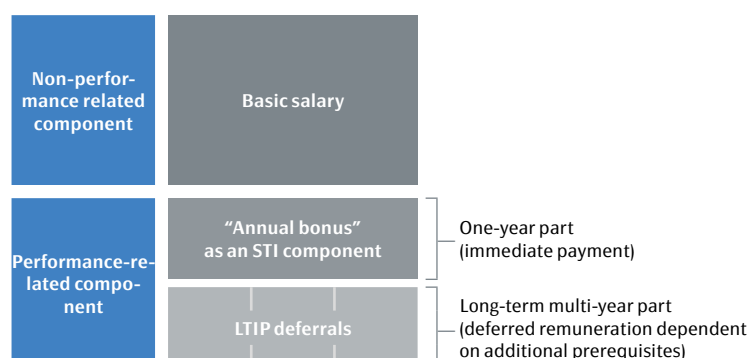 Non-perfor-
mance related
component
Basic salary
Performance-re-
lated compo-
nent
“Annual bonus”
as an STI component
One-year part
(immediate payment)
LTIP deferrals
Long-term multi-year part
(deferred remuneration dependent
on additional prerequisites)